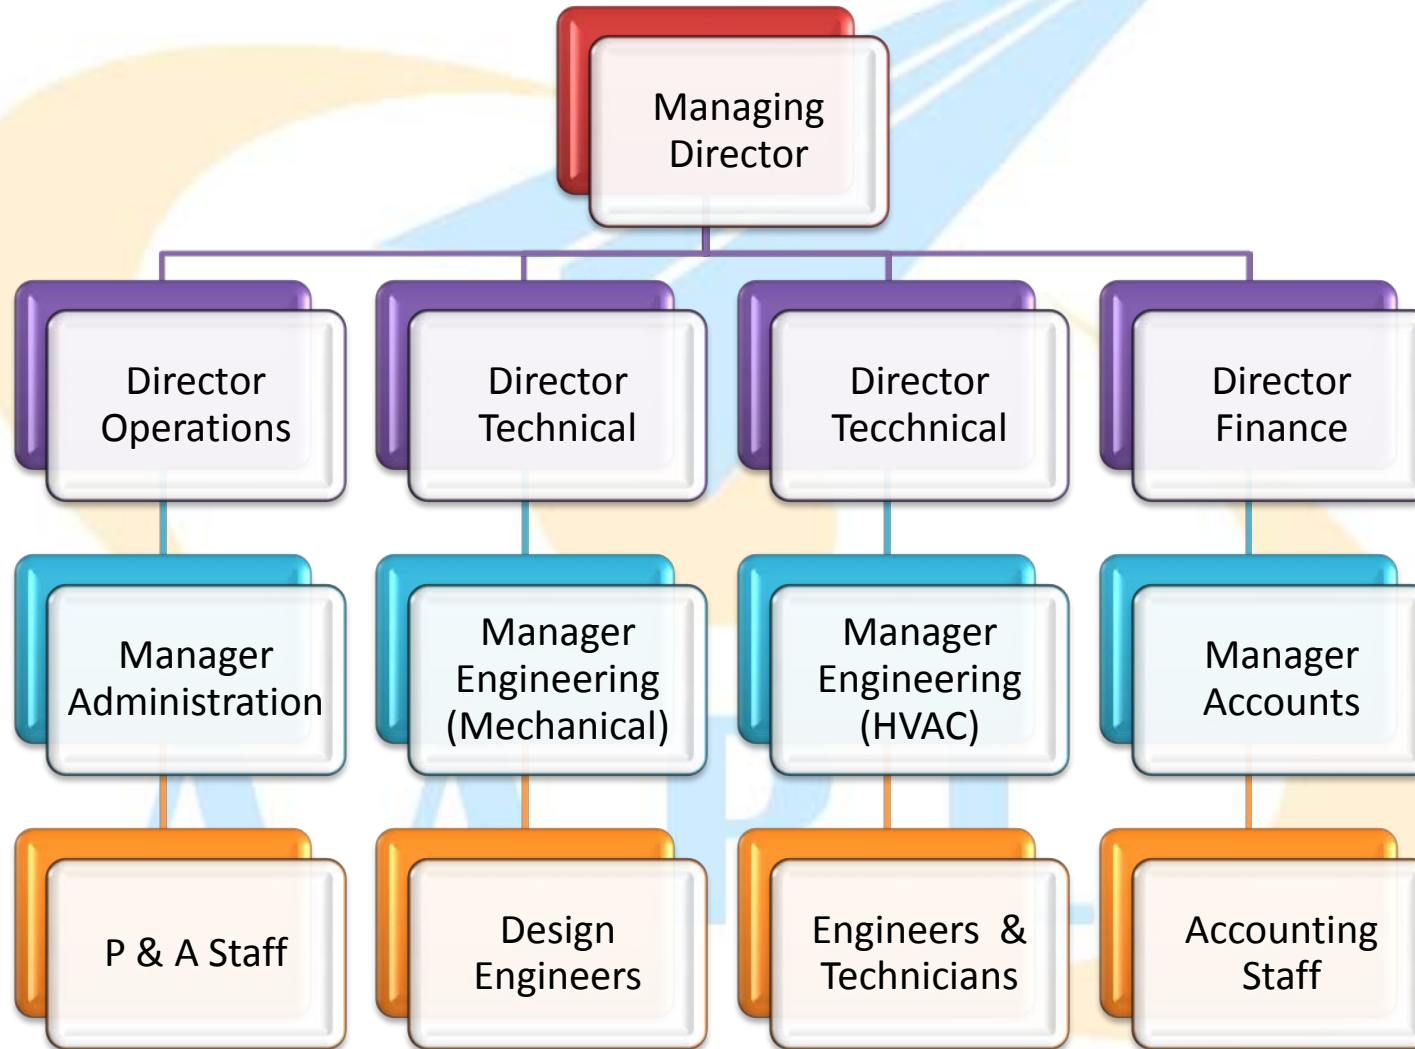 Managing
Director
Director
Operations
Director
Technical
Director
Tecchnical
Director
Finance
Manager
Administration
Manager
Engineering
(Mechanical)
Manager
Engineering
(HVAC)
Manager
Accounts
P & A Staff
Design
Engineers
Engineers & 
Technicians
Accounting
Staff